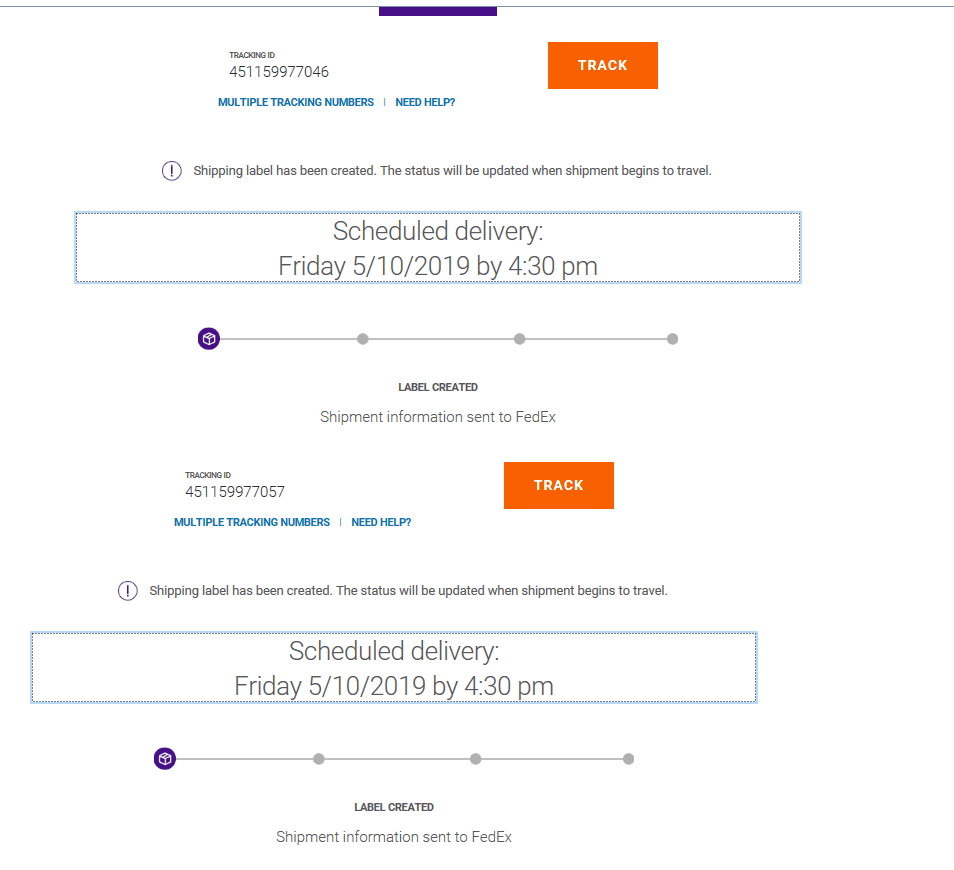 TRACKING ID
451159977046
TRACK
MULTIPLE TRACKING NUMBERS | NEED HELP?
Shipping label has been created. The status will be updated when shipment begins to travel.
Scheduled delivery:
Friday 5/10/2019 by 4:30 pm
LABEL CREATED
Shipment information sent to FedEx
TRACKING ID
451159977057
TRACK
MULTIPLE TRACKING NUMBERS | NEED HELP?
Shipping label has been created. The status will be updated when shipment begins to travel.
Scheduled delivery:
Friday 5/10/2019 by 4:30 pm
LABEL CREATED
Shipment information sent to FedEx